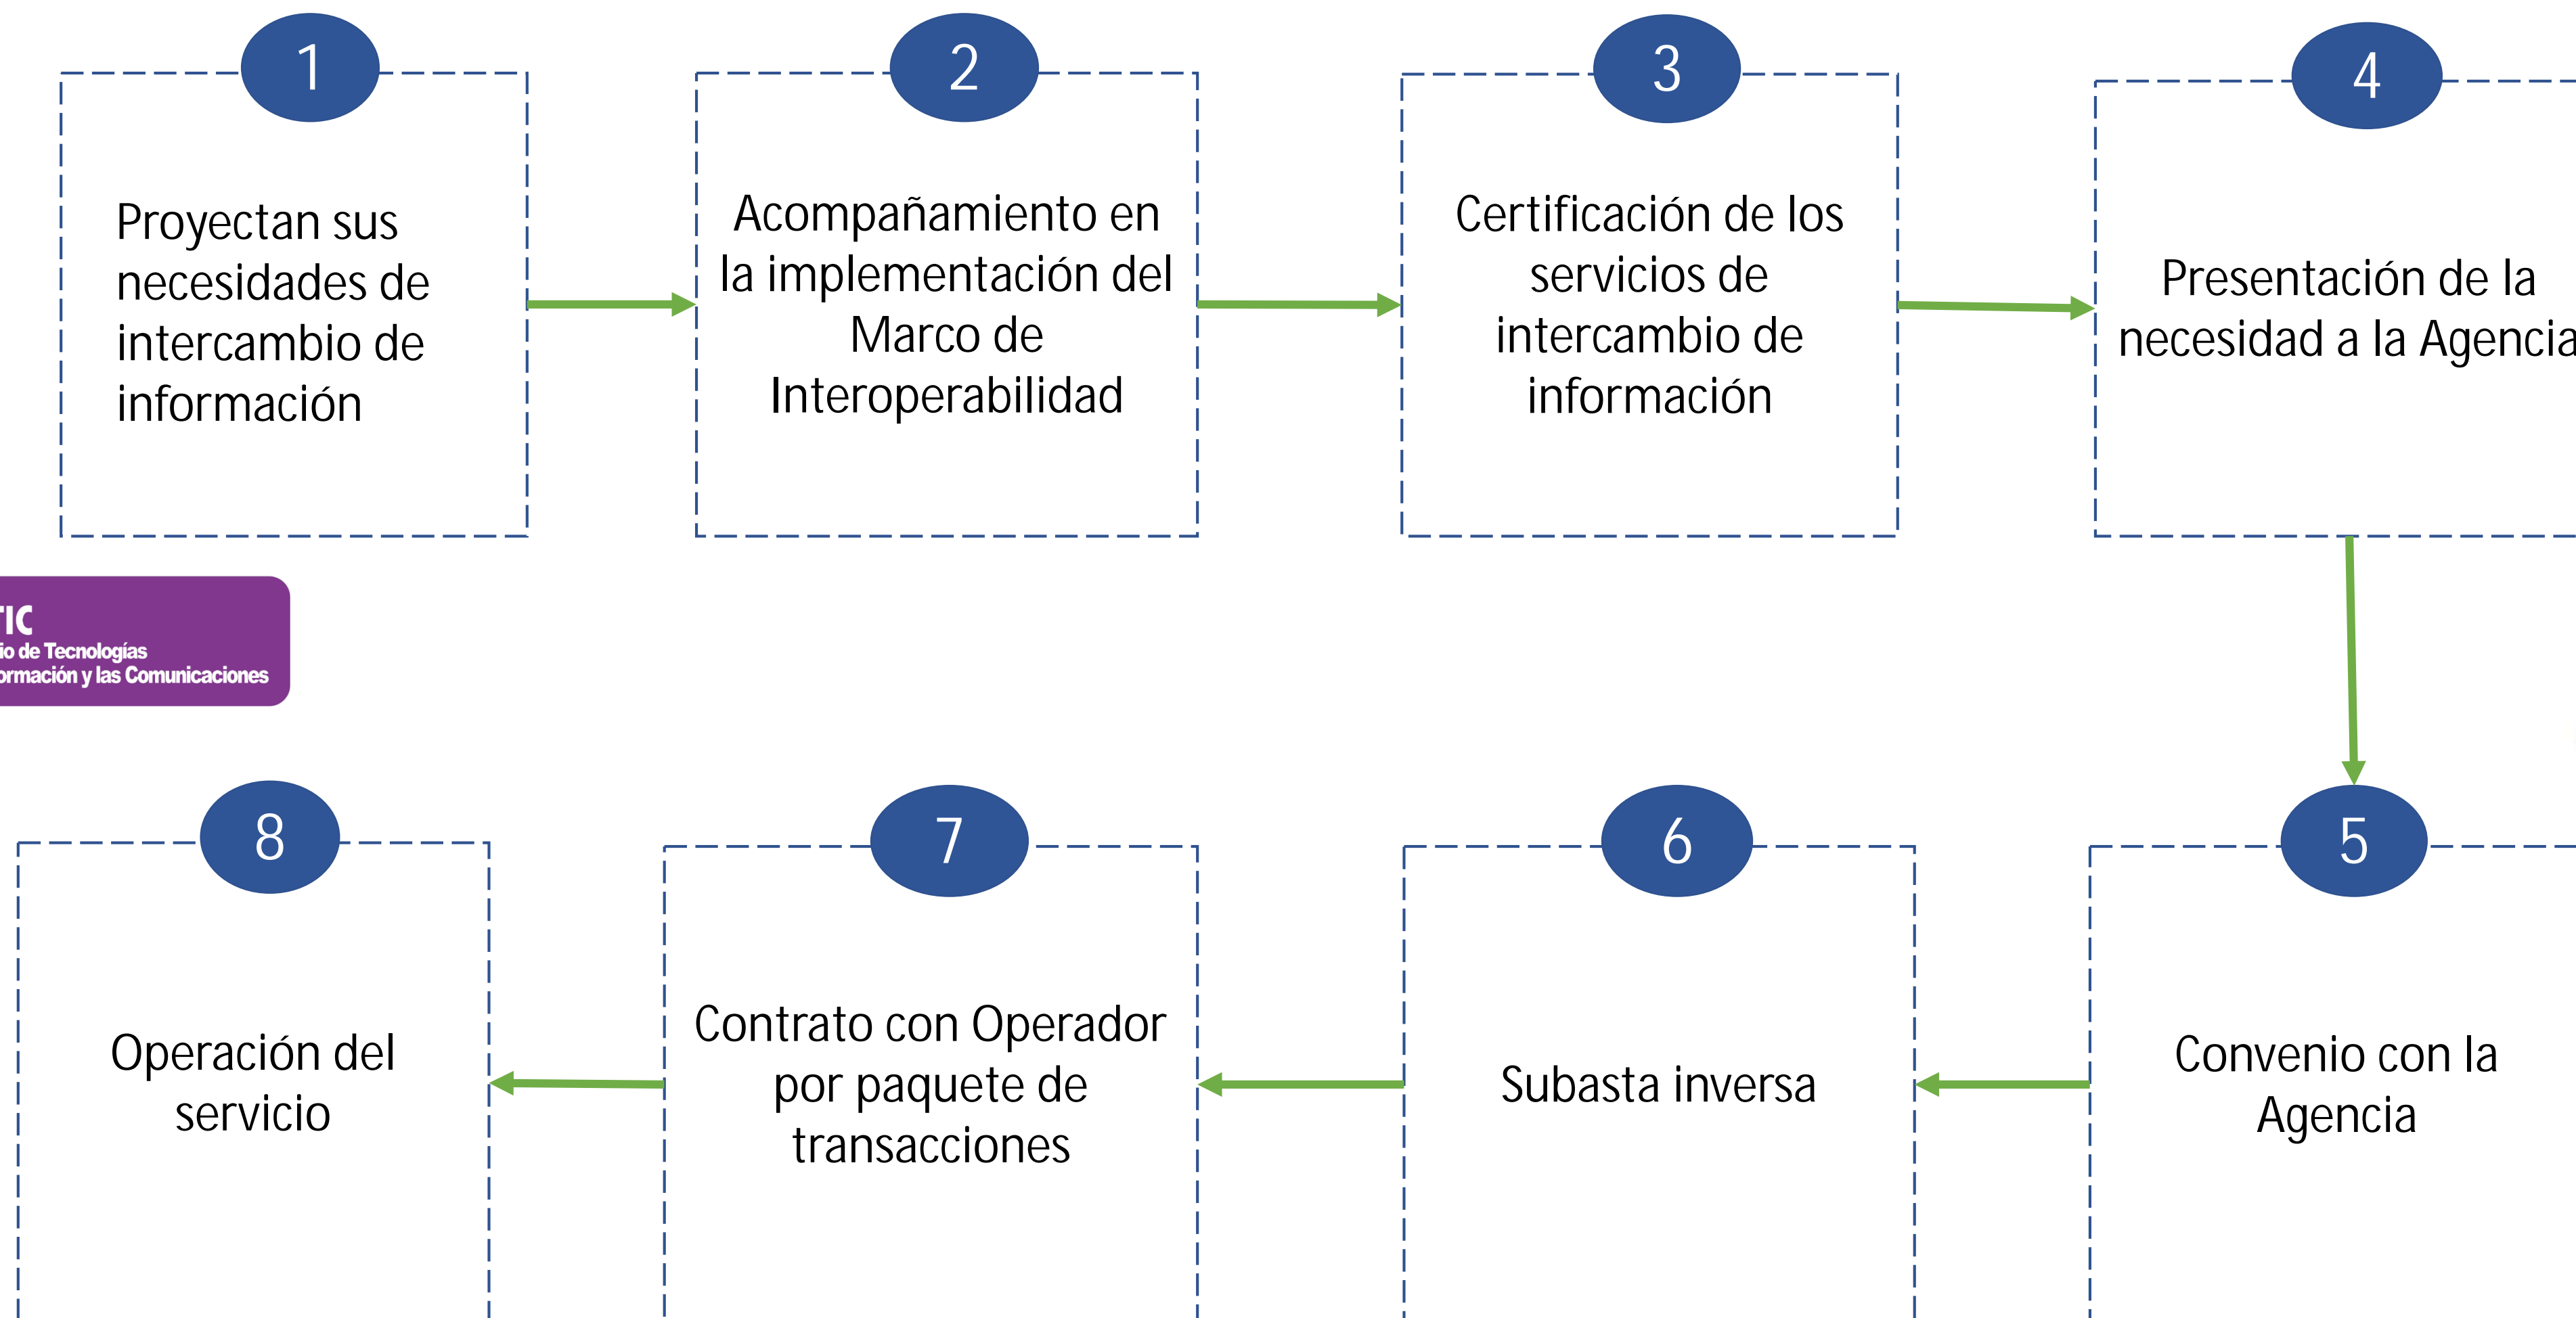 1
Proyectan sus
necesidades de
intercambio de
información
2
Acompañamiento en
la implementación del
Marco de
Interoperabilidad
3
Certificación de los
servicios de
intercambio de
información
4
Presentación de la
necesidad a la Agencia
TIC
io de Tecnologías
ormación y las Comunicaciones
5
Convenio con la
Agencia
6
Subasta inversa
7
Contrato con Operador
por paquete de
transacciones
8
Operación del
servicio